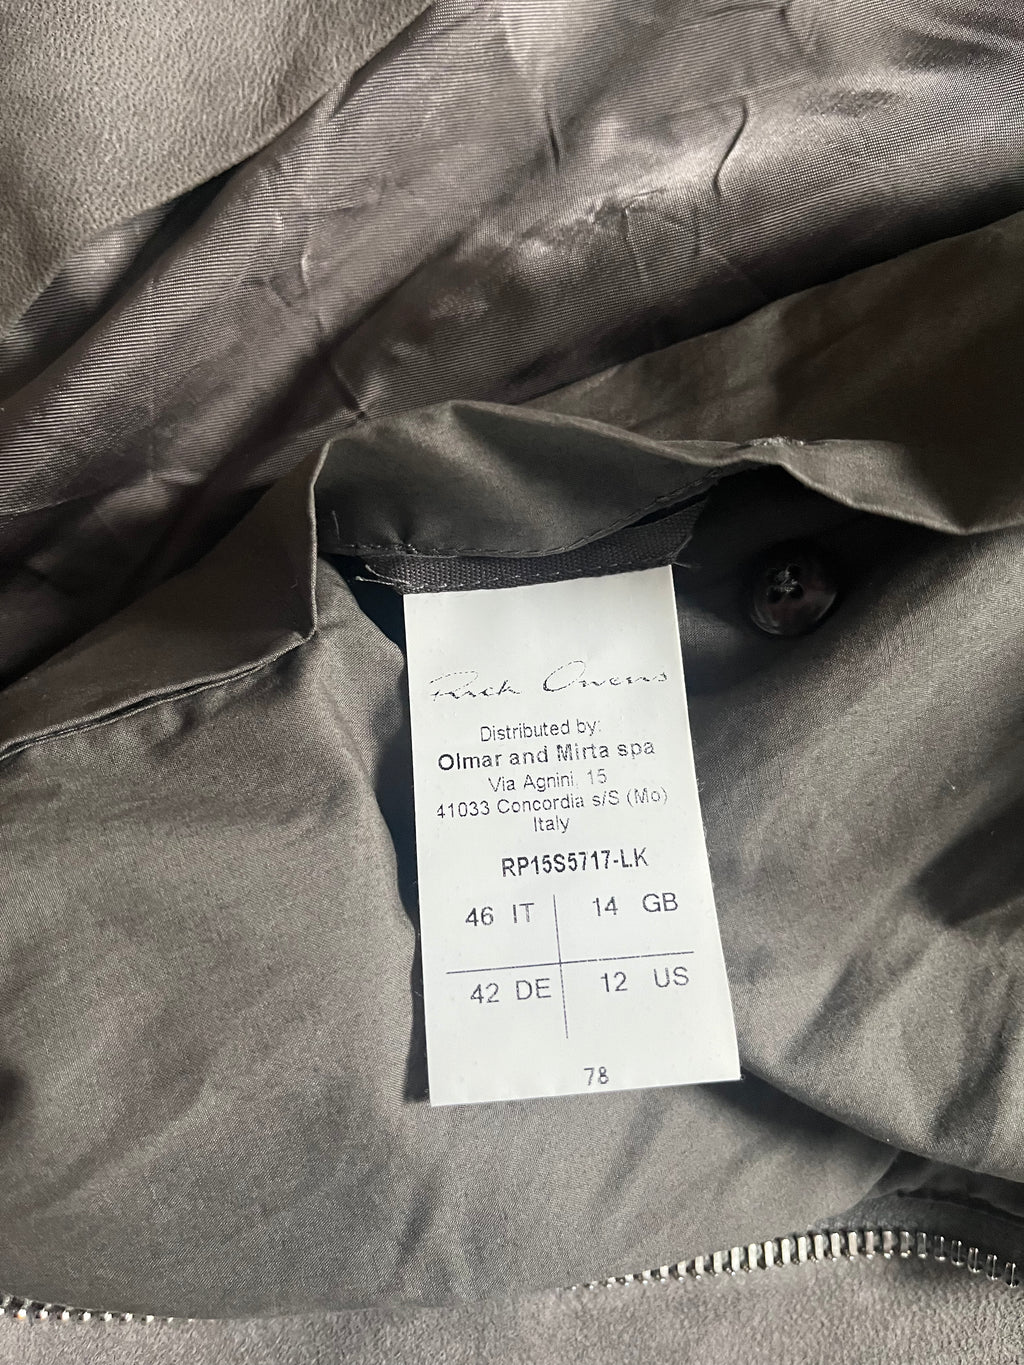 Rick Owens
Distributed by:
Olmar and Mirta spa
Via Agnini, 15
41033 Concordia s/S (Mo)
Italy
RP15S5717-LK
46 IT 14 GB
42 DE 12 US
78